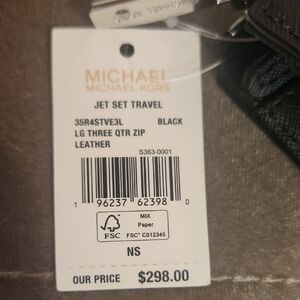 MICHAEL
MICHAEL KORS
JET SET TRAVEL
35R4STVE3L BLACK
LG THREE QTR ZIP
LEATHER
S363-0001
1 96237 62398 0
MIX
Paper
FSC
FSC® C012345
NS
OUR PRICE $298.00